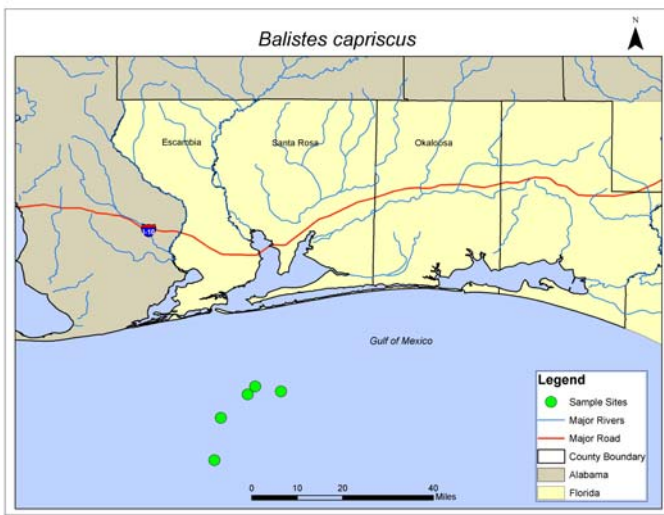 Balistes capriscus
N
Escambia
Santa Rosa
Okaloosa
I-10
Gulf of Mexico
Legend
Sample Sites
Major Rivers
Major Road
County Boundary
Alabama
Florida
0 10 20 40
Miles